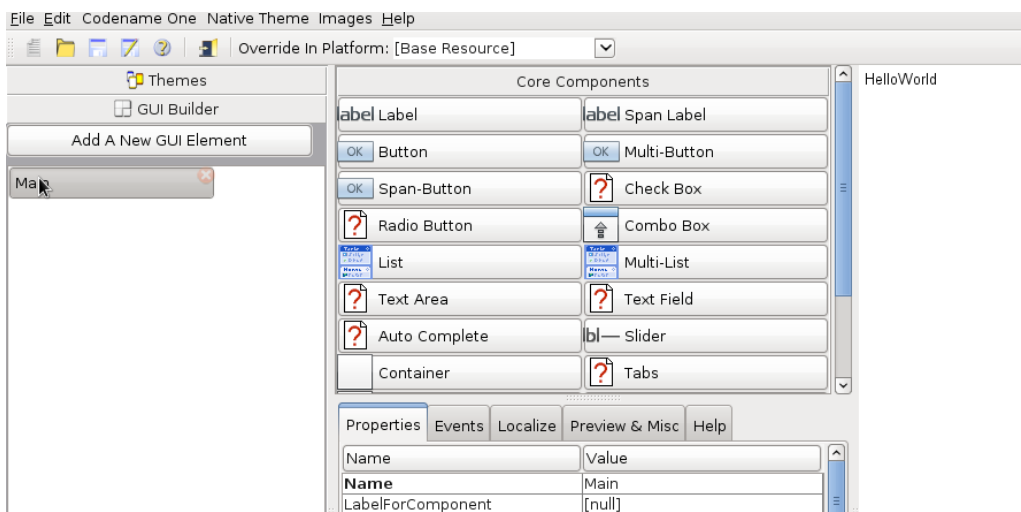 File Edit Codename One Native Theme Images Help
Override In Platform: [Base Resource]
Themes
GUI Builder
Add A New GUI Element
Main
Core Components
label Label
label Span Label
OK Button
OK Multi-Button
OK Span-Button
? Check Box
? Radio Button
Combo Box
List
Multi-List
? Text Area
? Text Field
? Auto Complete
lbl Slider
Container
? Tabs
Properties Events Localize Preview & Misc Help
Name Value
Name Main
LabelForComponent [null]
HelloWorld